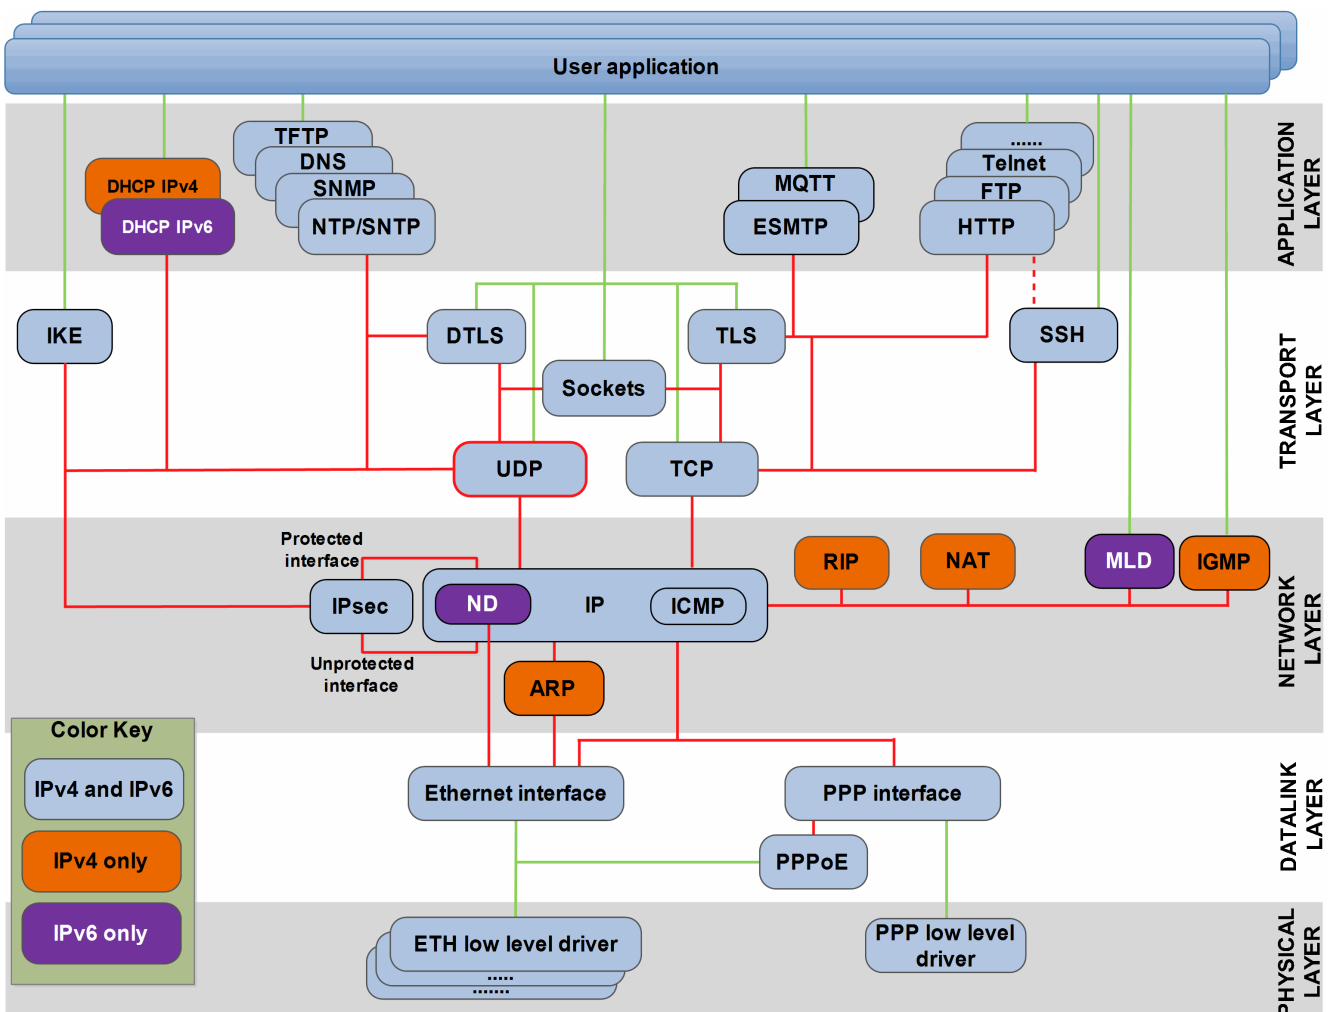 User application
TFTP
DNS
SNMP
NTP/SNTP
DHCP IPv4
DHCP IPv6
MQTT
ESMTP
......
Telnet
FTP
HTTP
APPLICATION
LAYER
IKE
DTLS
TLS
SSH
Sockets
UDP
TCP
TRANSPORT
LAYER
Protected
interface
IPsec
Unprotected
interface
ND
IP
ICMP
ARP
RIP
NAT
MLD
IGMP
NETWORK
LAYER
Color Key
IPv4 and IPv6
IPv4 only
IPv6 only
Ethernet interface
PPP interface
PPPoE
DATALINK
LAYER
ETH low level driver
.....
.......
PPP low level
driver
PHYSICAL
LAYER